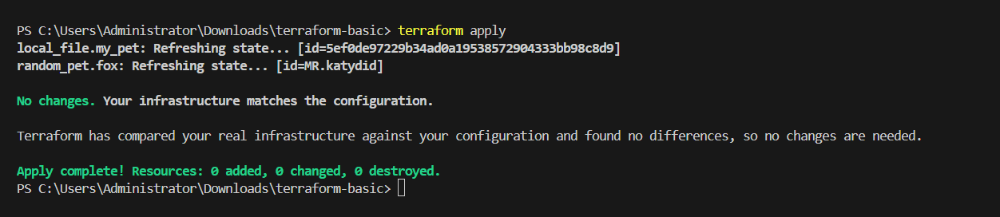 PS C:\Users\Administrator\Downloads\terraform-basic> terraform apply
local_file.my_pet: Refreshing state... [id=5ef0de97229b34ad0a19538572904333bb98c8d9]
random_pet.fox: Refreshing state... [id=MR.katydid]
No changes. Your infrastructure matches the configuration.
Terraform has compared your real infrastructure against your configuration and found no differences, so no changes are needed.
Apply complete! Resources: 0 added, 0 changed, 0 destroyed.
PS C:\Users\Administrator\Downloads\terraform-basic>